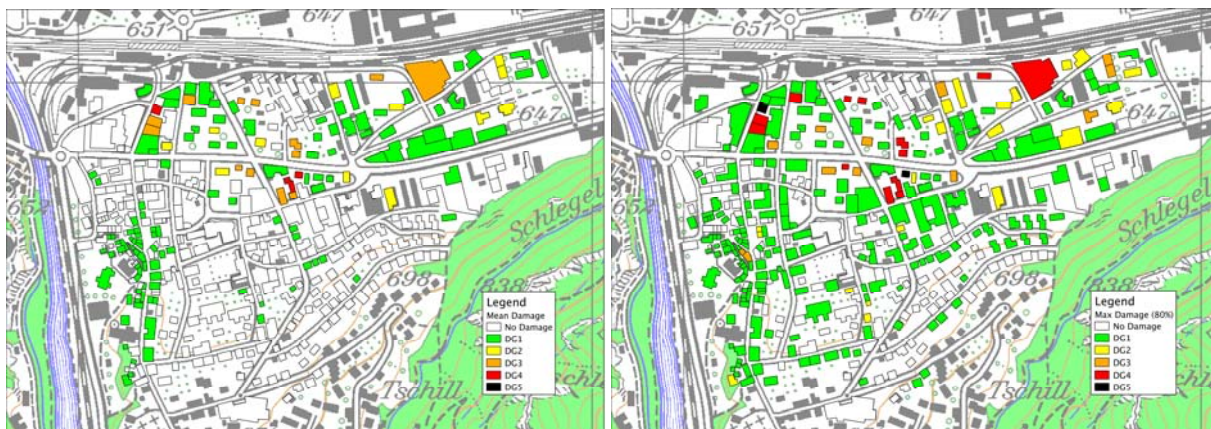 651
647
647
652
Schlegel
698
838
Tschill
Legend
Mean Damage
No Damage
DG1
DG2
DG3
DG4
DG5
651
647
647
652
Schlegel
698
838
Tschill
Legend
Max Damage (80%)
No Damage
DG1
DG2
DG3
DG4
DG5